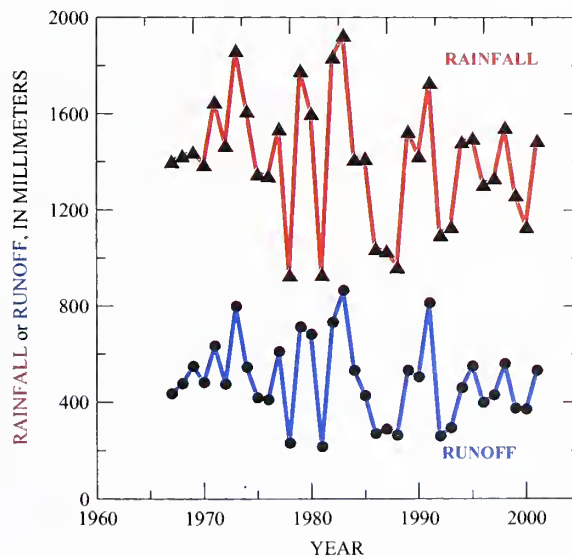 RAINFALL or RUNOFF, IN MILLIMETERS
2000
1600
1200
800
400
0
RAINFALL
RUNOFF
1960 1970 1980 1990 2000
YEAR